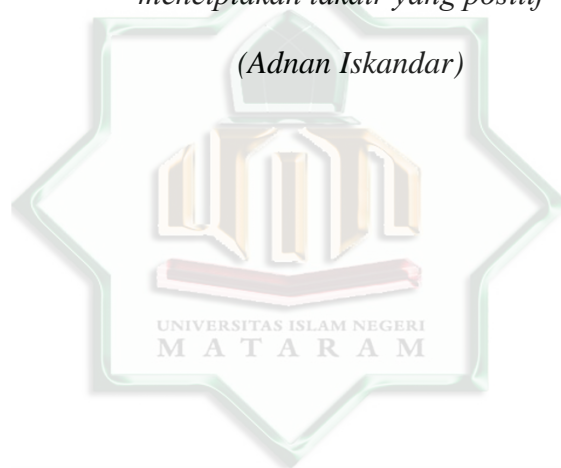 menciptakan takdir yang positif
(Adnan Iskandar)
UNIVERSITAS ISLAM NEGERI
MATARAM